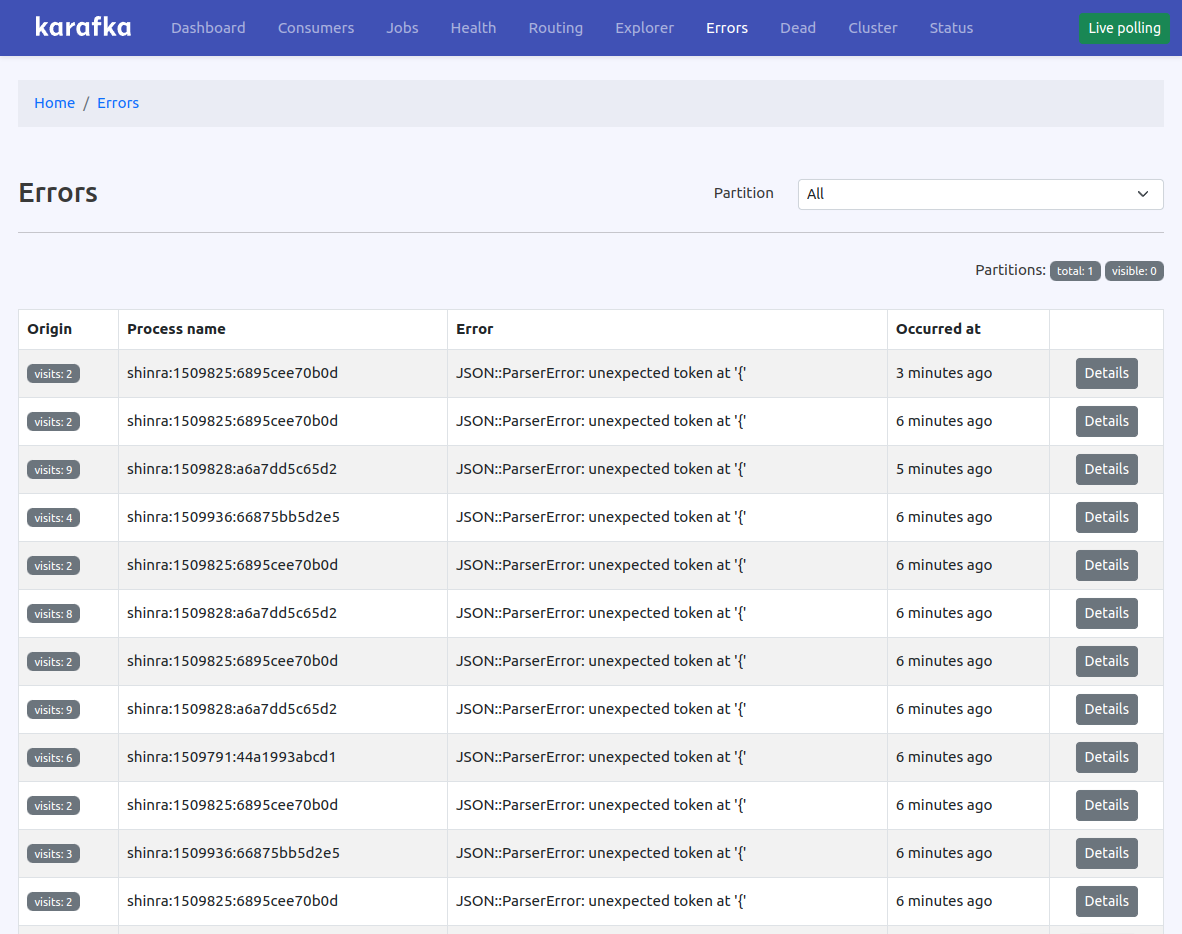 karafka Dashboard Consumers Jobs Health Routing Explorer Errors Dead Cluster Status Live polling
Home / Errors
Errors Partition All
Partitions: total: 1 visible: 0
Origin Process name Error Occurred at
visits: 2 shinra:1509825:6895cee70b0d JSON::ParserError: unexpected token at '{' 3 minutes ago Details
visits: 2 shinra:1509825:6895cee70b0d JSON::ParserError: unexpected token at '{' 6 minutes ago Details
visits: 9 shinra:1509828:a6a7dd5c65d2 JSON::ParserError: unexpected token at '{' 5 minutes ago Details
visits: 4 shinra:1509936:66875bb5d2e5 JSON::ParserError: unexpected token at '{' 6 minutes ago Details
visits: 2 shinra:1509825:6895cee70b0d JSON::ParserError: unexpected token at '{' 6 minutes ago Details
visits: 8 shinra:1509828:a6a7dd5c65d2 JSON::ParserError: unexpected token at '{' 6 minutes ago Details
visits: 2 shinra:1509825:6895cee70b0d JSON::ParserError: unexpected token at '{' 6 minutes ago Details
visits: 9 shinra:1509828:a6a7dd5c65d2 JSON::ParserError: unexpected token at '{' 6 minutes ago Details
visits: 6 shinra:1509791:44a1993abcd1 JSON::ParserError: unexpected token at '{' 6 minutes ago Details
visits: 2 shinra:1509825:6895cee70b0d JSON::ParserError: unexpected token at '{' 6 minutes ago Details
visits: 3 shinra:1509936:66875bb5d2e5 JSON::ParserError: unexpected token at '{' 6 minutes ago Details
visits: 2 shinra:1509825:6895cee70b0d JSON::ParserError: unexpected token at '{' 6 minutes ago Details